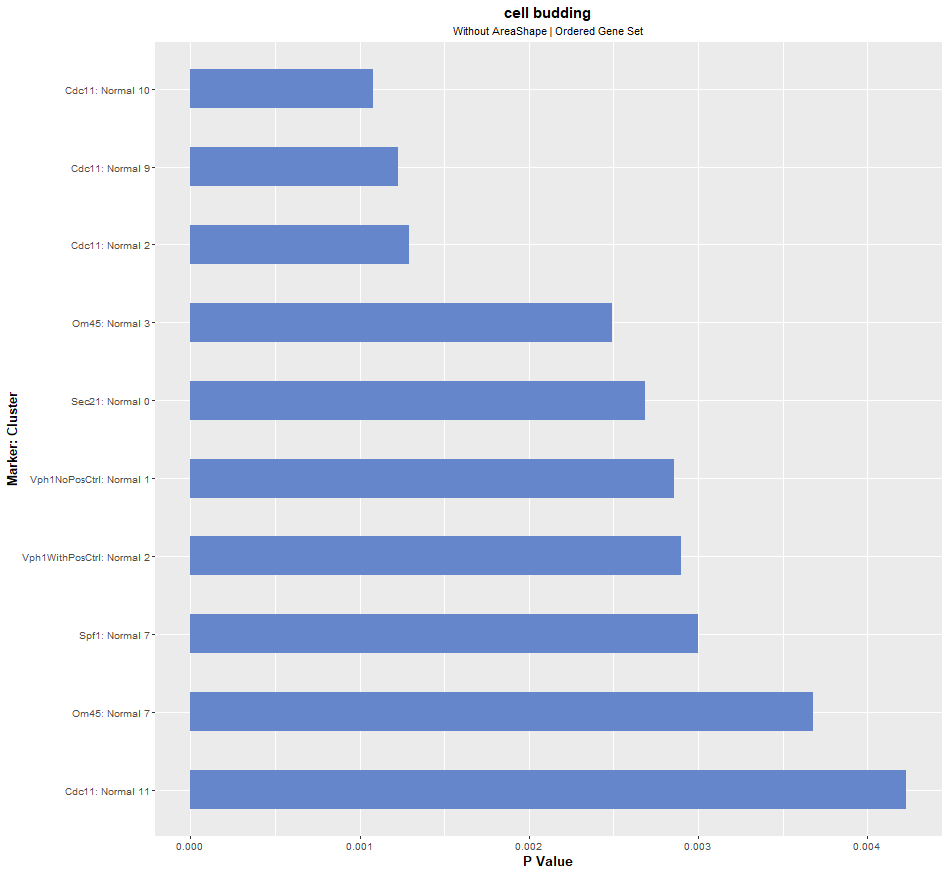 cell budding
Without AreaShape | Ordered Gene Set
Marker: Cluster
Cdc11: Normal 10
Cdc11: Normal 9
Cdc11: Normal 2
Om45: Normal 3
Sec21: Normal 0
Vph1NoPosCtrl: Normal 1
Vph1WithPosCtrl: Normal 2
Spf1: Normal 7
Om45: Normal 7
Cdc11: Normal 11
0.000 0.001 0.002 0.003 0.004
P Value